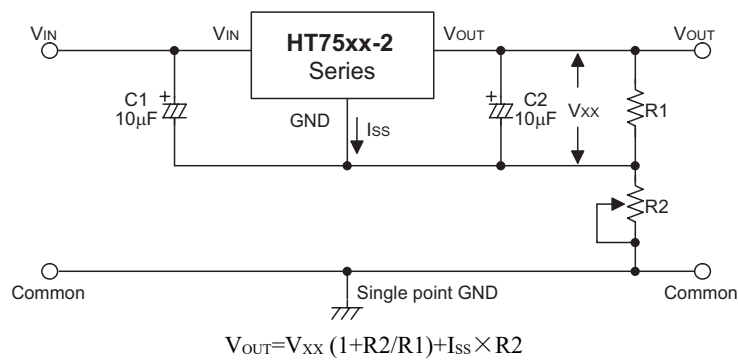 VIN
VIN
HT75xx-2
Series
VOUT
VOUT
C1
10μF
GND
ISS
C2
10μF
VXX
R1
R2
Common
Single point GND
Common
VOUT=VXX (1+R2/R1)+ISS×R2